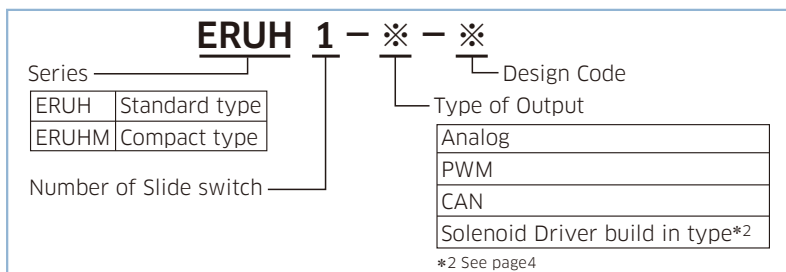 ERUH 1 − ※ − ※
Series
Design Code
ERUH Standard type
ERUHM Compact type
Type of Output
Analog
PWM
CAN
Solenoid Driver build in type*2
Number of Slide switch
*2 See page4